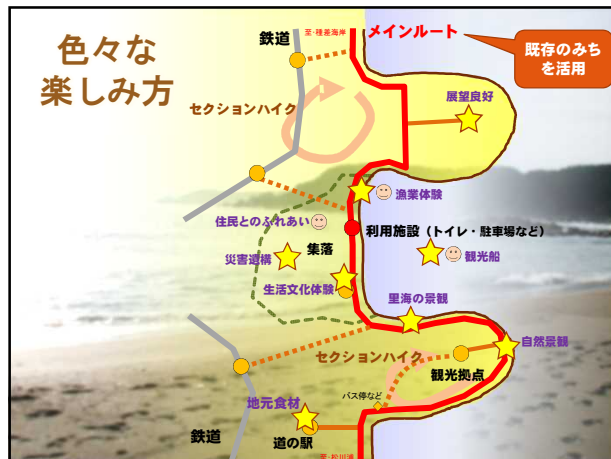 色々な
楽しみ方
鉄道
至・種差海岸
メインルート
既存のみち
を活用
セクションハイク
展望良好
漁業体験
住民とのふれあい
利用施設（トイレ・駐車場など）
災害遺構
集落
観光船
生活文化体験
里海の景観
自然景観
セクションハイク
観光拠点
バス停など
地元食材
鉄道
道の駅
至・松川浦